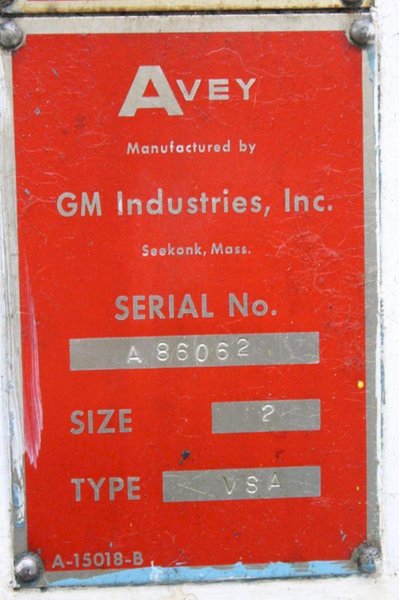 AVEY
Manufactured by
GM Industries, Inc.
Seekonk, Mass.
SERIAL No.
A 86062
SIZE 2
TYPE VSA
A-15018-B